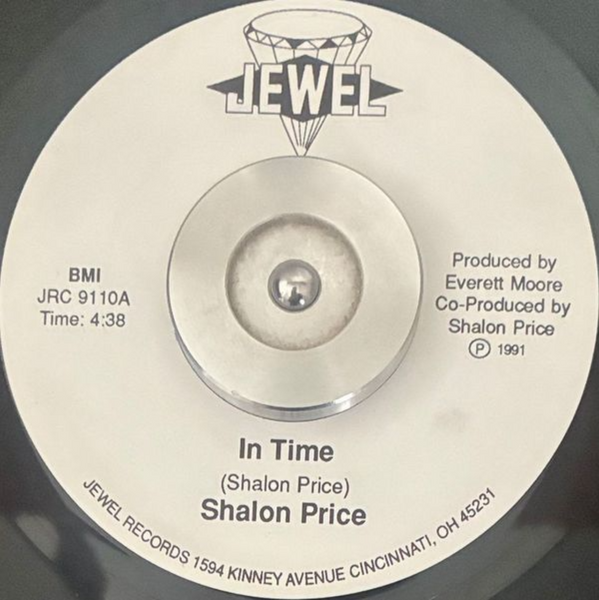 JEWEL
BMI
JRC 9110A
Time: 4:38
Produced by
Everett Moore
Co-Produced by
Shalon Price
Ⓟ 1991
In Time
(Shalon Price)
Shalon Price
JEWEL RECORDS 1594 KINNEY AVENUE CINCINNATI, OH 45231